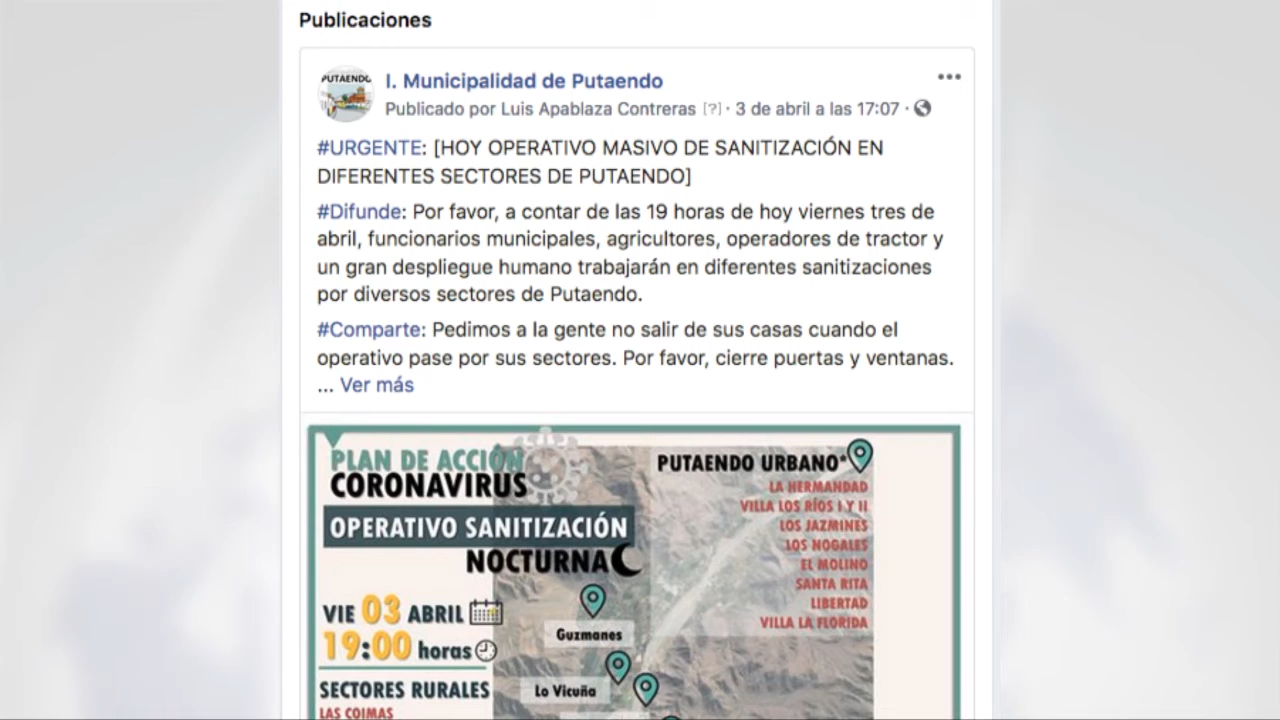 Publicaciones
PUTAENDO
I. Municipalidad de Putaendo
Publicado por Luis Apablaza Contreras [?] · 3 de abril a las 17:07 ·
#URGENTE: [HOY OPERATIVO MASIVO DE SANITIZACIÓN EN
DIFERENTES SECTORES DE PUTAENDO]
#Difunde: Por favor, a contar de las 19 horas de hoy viernes tres de
abril, funcionarios municipales, agricultores, operadores de tractor y
un gran despliegue humano trabajarán en diferentes sanitizaciones
por diversos sectores de Putaendo.
#Comparte: Pedimos a la gente no salir de sus casas cuando el
operativo pase por sus sectores. Por favor, cierre puertas y ventanas.
... Ver más
PLAN DE ACCIÓN
CORONAVIRUS
OPERATIVO SANITIZACIÓN
NOCTURNA
VIE 03 ABRIL
19:00 horas
SECTORES RURALES
LAS COIMAS
Guzmanes
Lo Vicuña
PUTAENDO URBANO*
LA HERMANDAD
VILLA LOS RÍOS I Y II
LOS JAZMINES
LOS NOGALES
EL MOLINO
SANTA RITA
LIBERTAD
VILLA LA FLORIDA